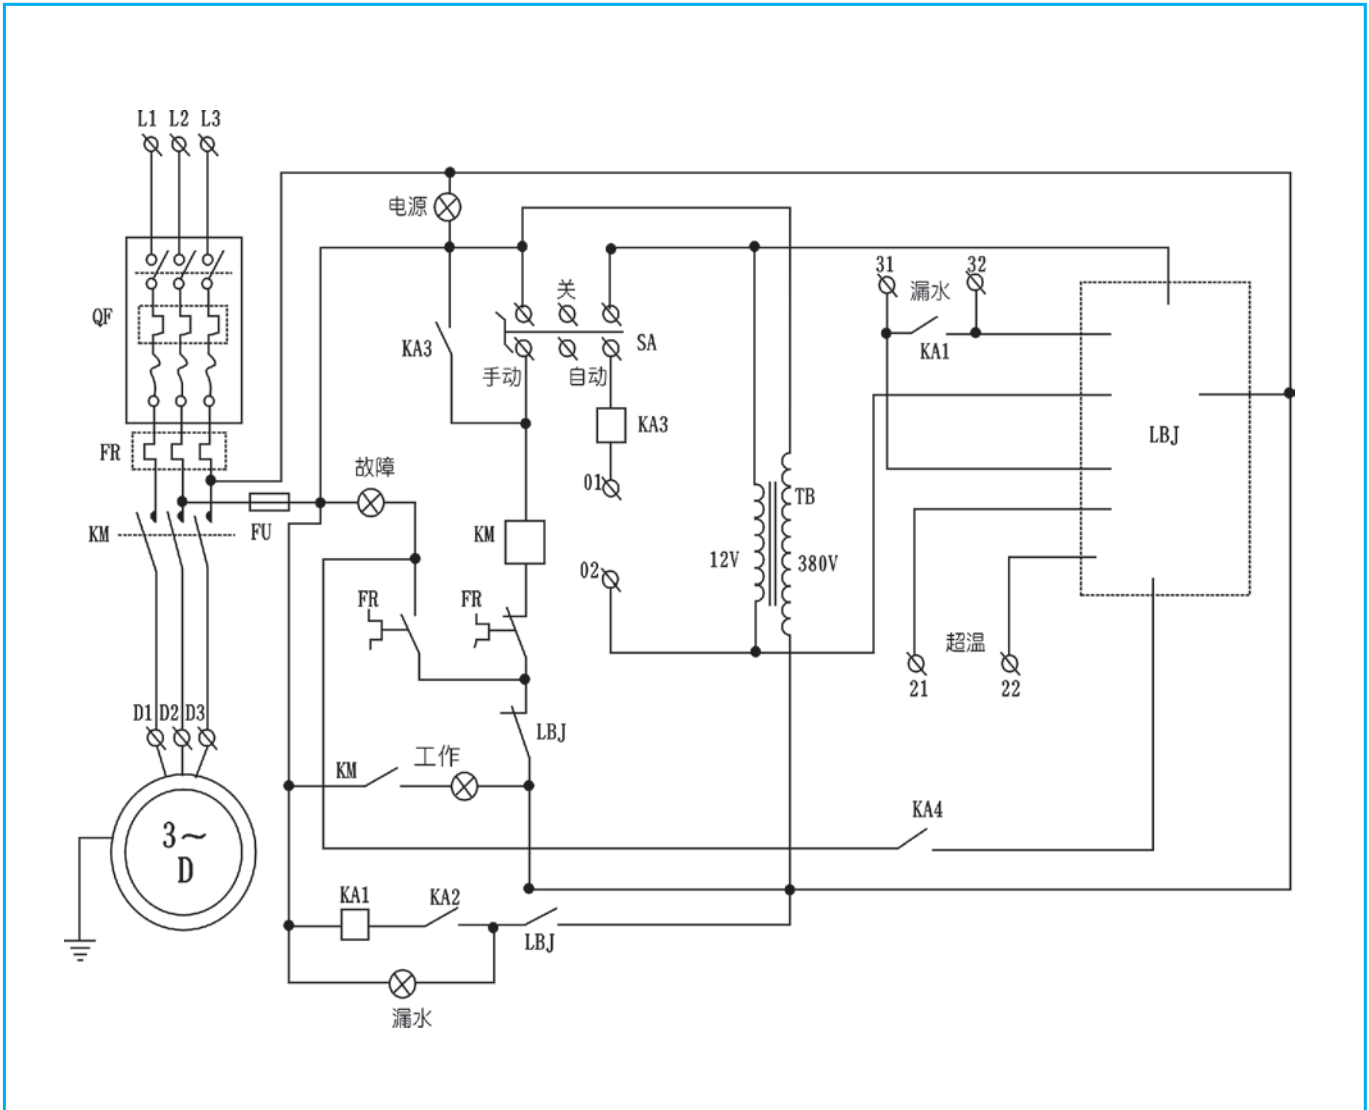 L1 L2 L3
电源
31 32
漏水
关
QF
KA3
SA
KA1
手动 自动
KA3
LBJ
FR
故障
01
TB
KM
FU
KM
12V
380V
02
FR
FR
超温
21 22
D1 D2 D3
LBJ
工作
KM
KA4
3~
D
KA1
KA2
LBJ
漏水